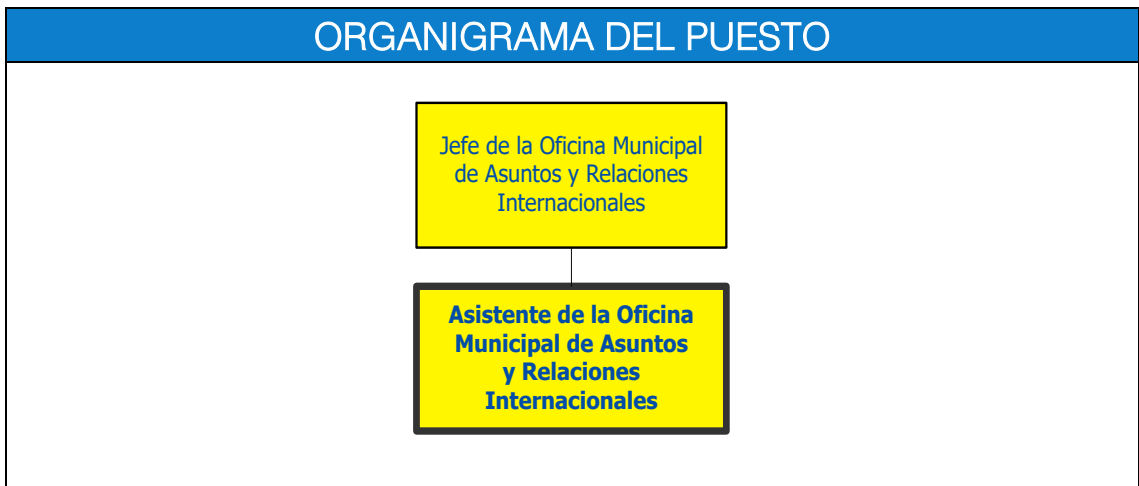 ORGANIGRAMA DEL PUESTO
Jefe de la Oficina Municipal
de Asuntos y Relaciones
Internacionales
Asistente de la Oficina
Municipal de Asuntos
y Relaciones
Internacionales